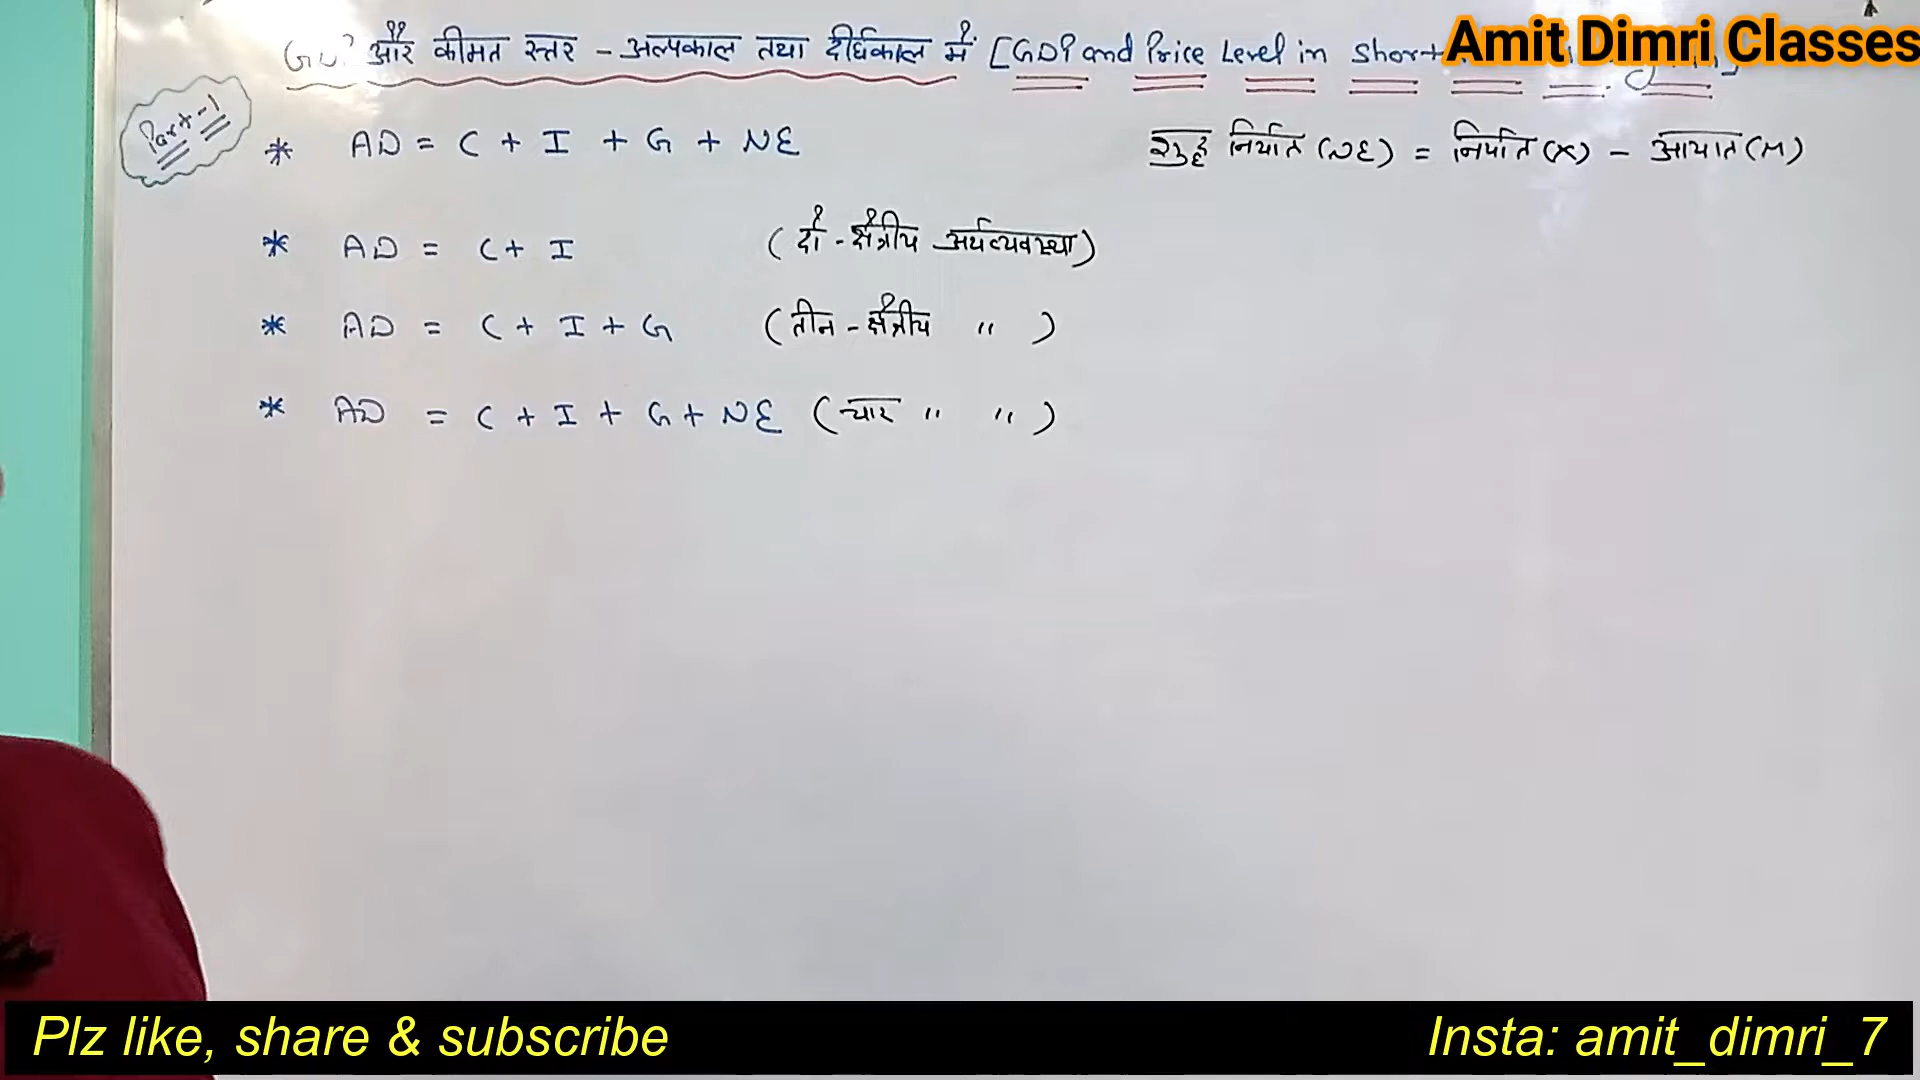 GDP और कीमत स्तर - अल्पकाल तथा दीर्घकाल में [GDP and Price Level in Short
Amit Dimri Classes
Part-1
* AD = C + I + G + NE
शुद्ध निर्यात (NE) = निर्यात (X) - आयात (M)
* AD = C + I (दो-क्षेत्रीय अर्थव्यवस्था)
* AD = C + I + G (तीन-क्षेत्रीय " )
* AD = C + I + G + NE (चार " " )
Plz like, share & subscribe
Insta: amit_dimri_7